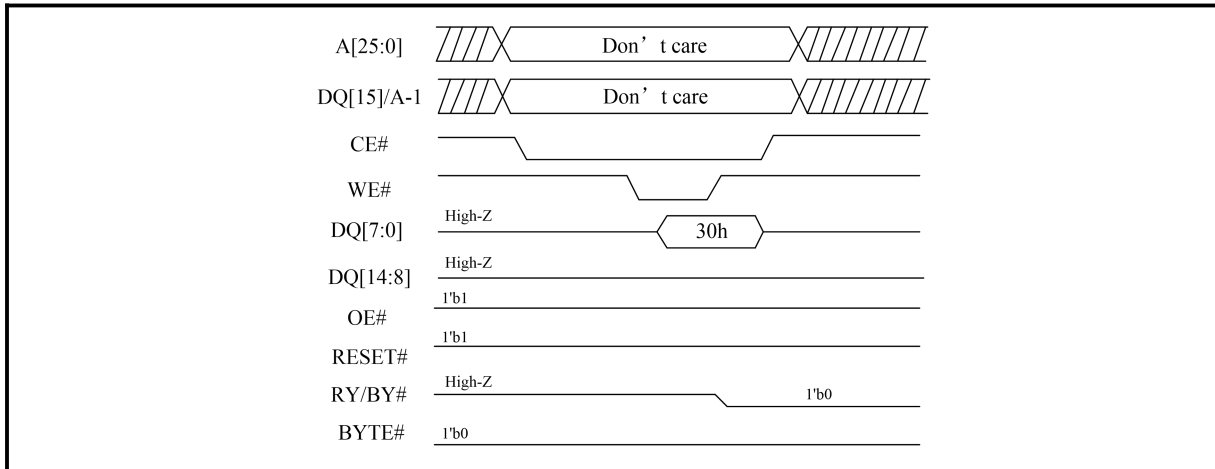 A[25:0] Don’t care
DQ[15]/A-1 Don’t care
CE#
WE#
DQ[7:0] High-Z 30h
DQ[14:8] High-Z
OE# 1'b1
RESET# 1'b1
RY/BY# High-Z 1'b0
BYTE# 1'b0